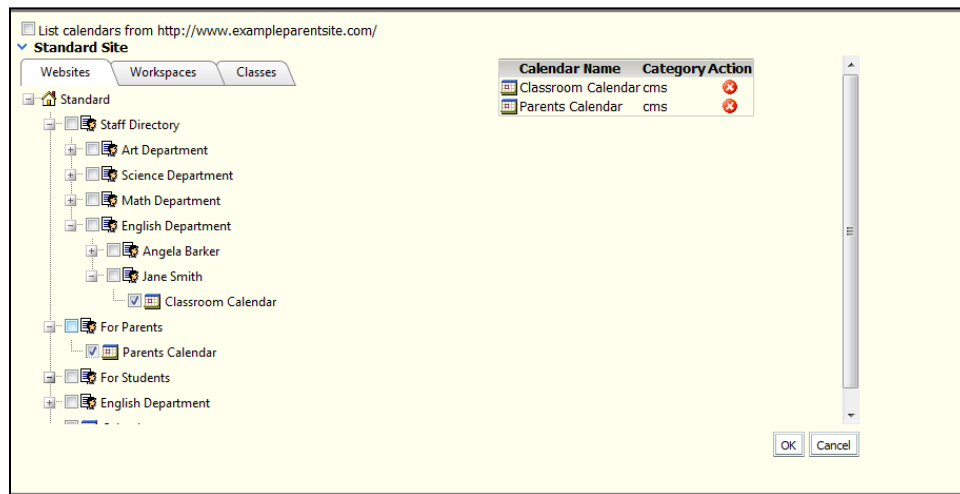 List calendars from http://www.exampleparentsite.com/
Standard Site
Websites Workspaces Classes
Calendar Name Category Action
Classroom Calendar cms
Parents Calendar cms
Standard
Staff Directory
Art Department
Science Department
Math Department
English Department
Angela Barker
Jane Smith
Classroom Calendar
For Parents
Parents Calendar
For Students
English Department
OK Cancel